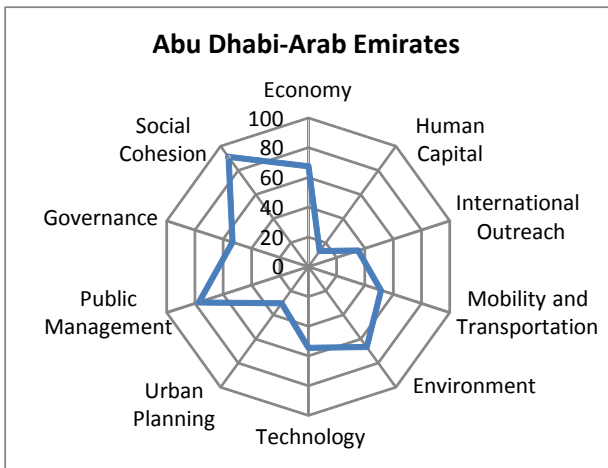 Abu Dhabi-Arab Emirates
Economy
Human
Capital
International
Outreach
Mobility and
Transportation
Environment
Technology
Urban
Planning
Public
Management
Governance
Social
Cohesion
100
80
60
40
20
0